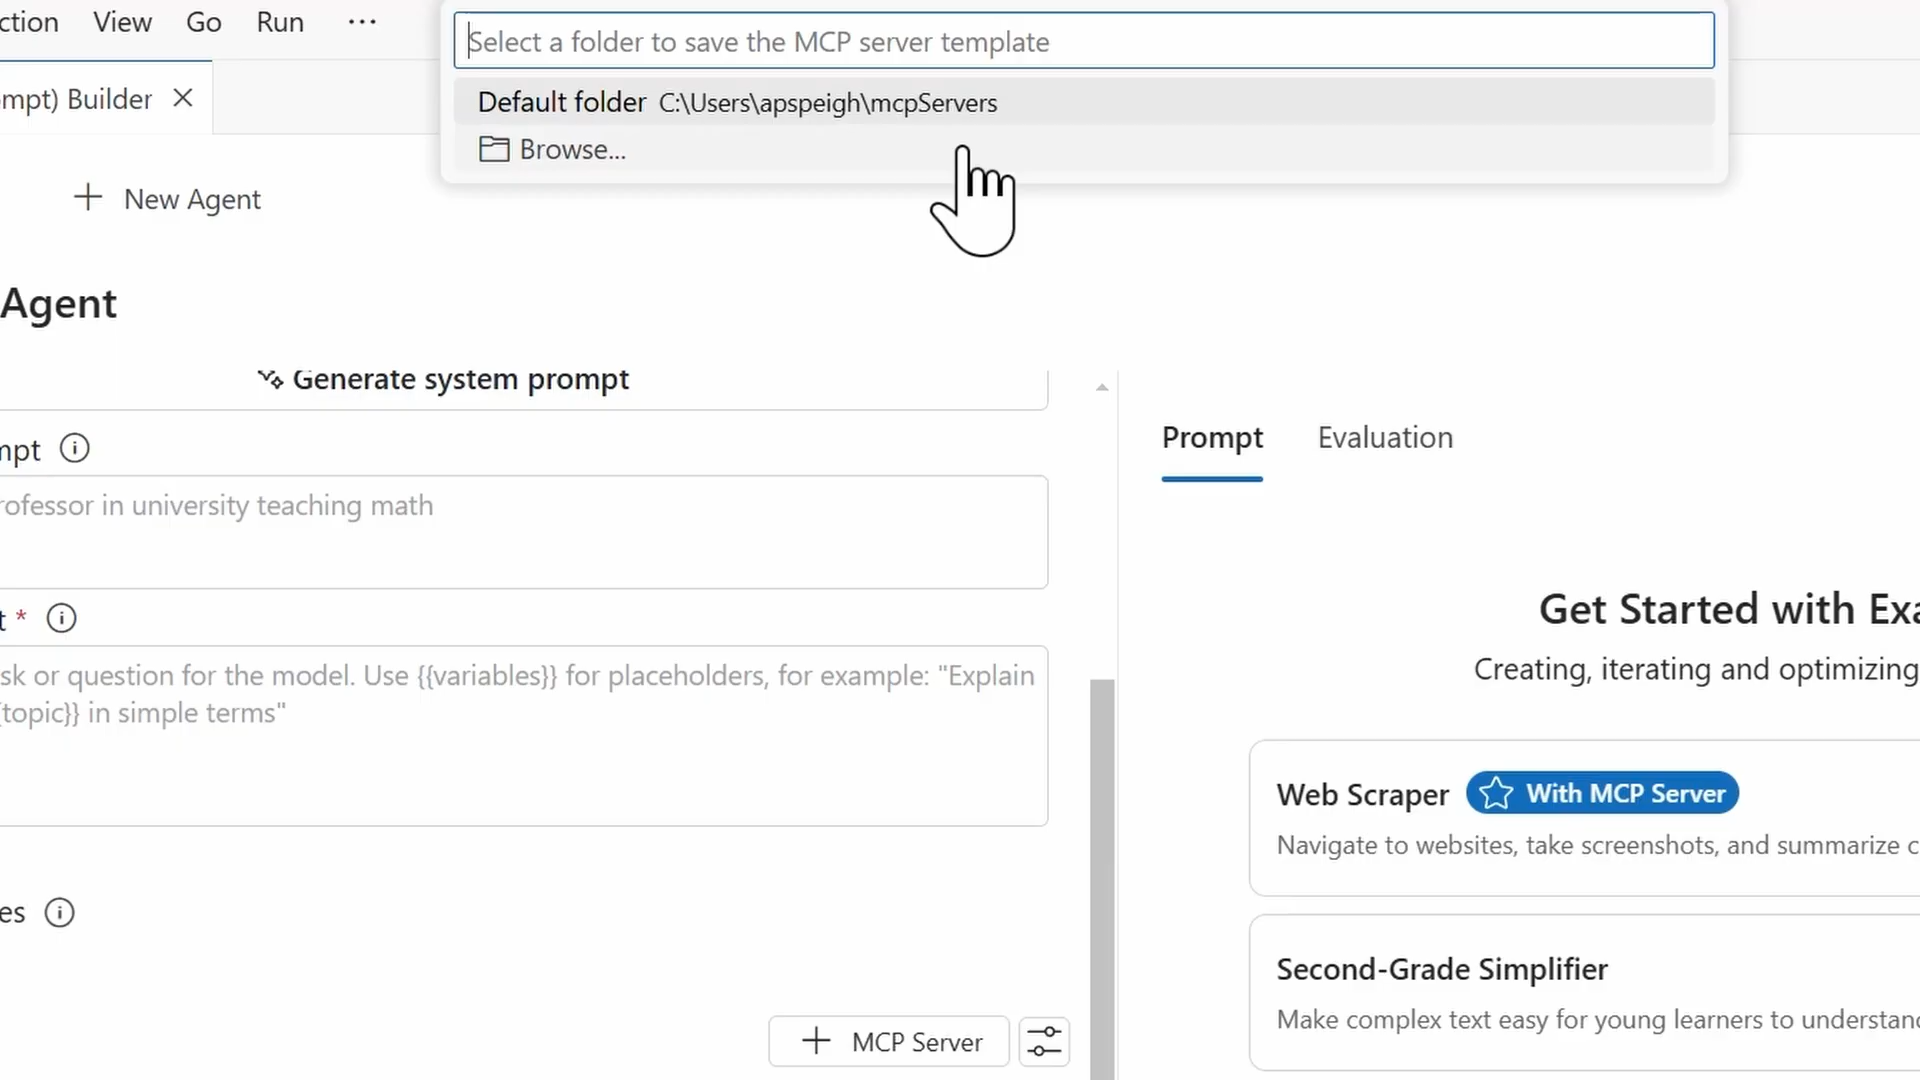 ction View Go Run ...
Select a folder to save the MCP server template
Default folder C:\Users\apspeigh\mcpServers
Browse...
mpt) Builder
New Agent
Agent
Generate system prompt
mpt
rofessor in university teaching math
t *
sk or question for the model. Use {{variables}} for placeholders, for example: "Explain
{topic}} in simple terms"
es
MCP Server
Prompt Evaluation
Get Started with Exa
Creating, iterating and optimizing
Web Scraper With MCP Server
Navigate to websites, take screenshots, and summarize c
Second-Grade Simplifier
Make complex text easy for young learners to understand